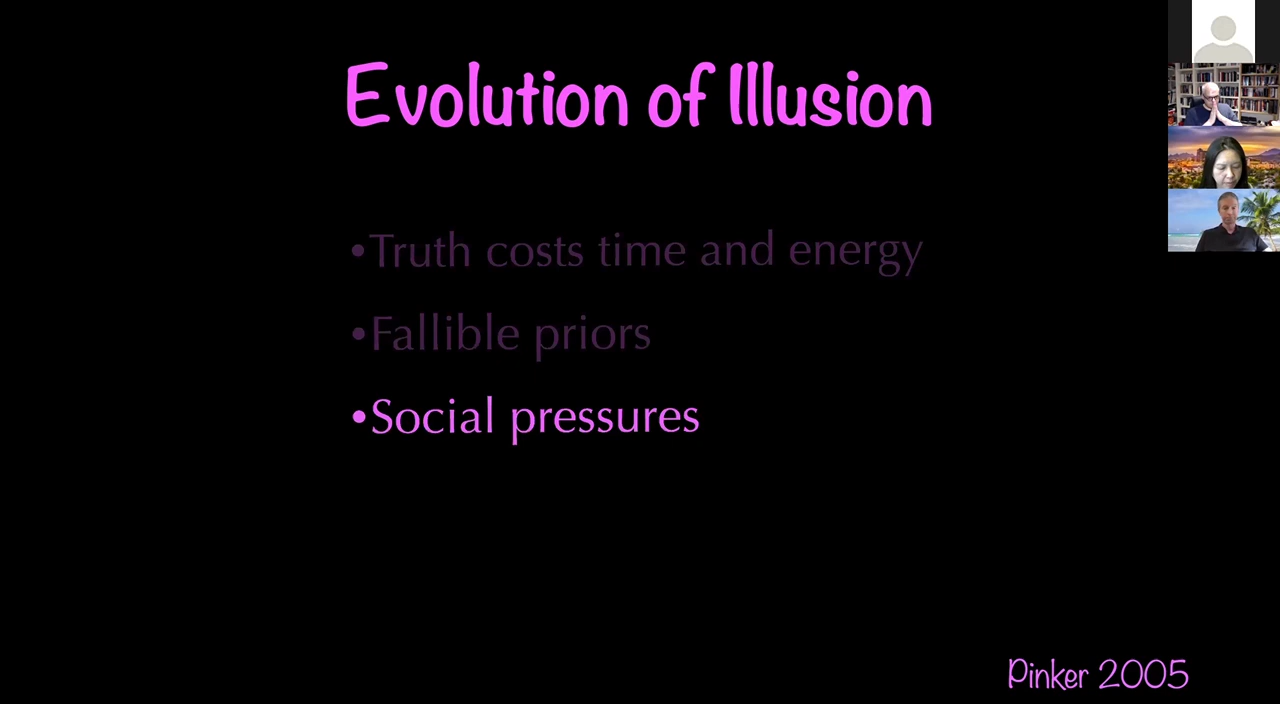 Evolution of Illusion
•Truth costs time and energy
•Fallible priors
•Social pressures
Pinker 2005